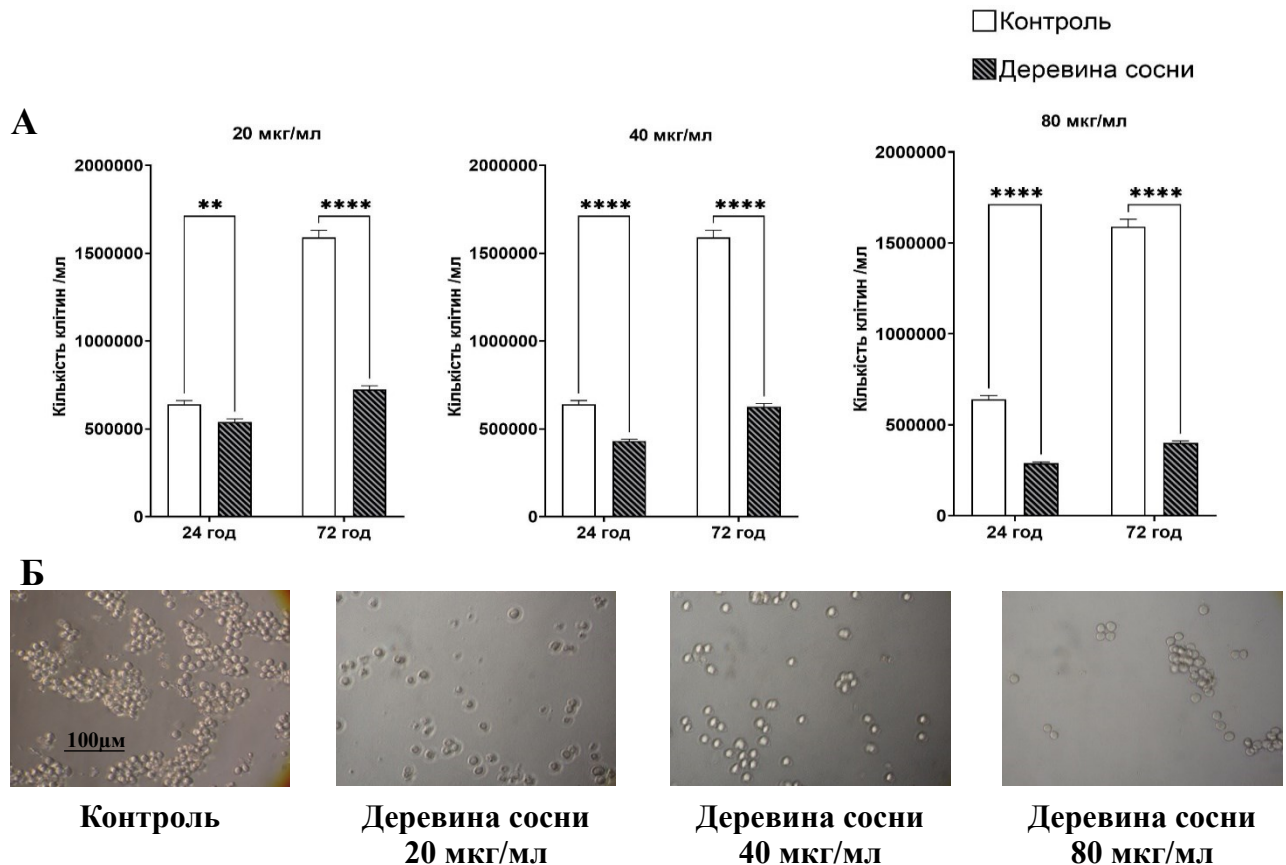 Контроль
Деревина сосни
А
20 мкг/мл
40 мкг/мл
80 мкг/мл
Кількість клітин /мл
2000000
1500000
1000000
500000
0
**
****
24 год
72 год
Кількість клітин /мл
2000000
1500000
1000000
500000
0
****
****
24 год
72 год
Кількість клітин /мл
2000000
1500000
1000000
500000
0
****
****
24 год
72 год
Б
100μm
Контроль
Деревина сосни
20 мкг/мл
Деревина сосни
40 мкг/мл
Деревина сосни
80 мкг/мл